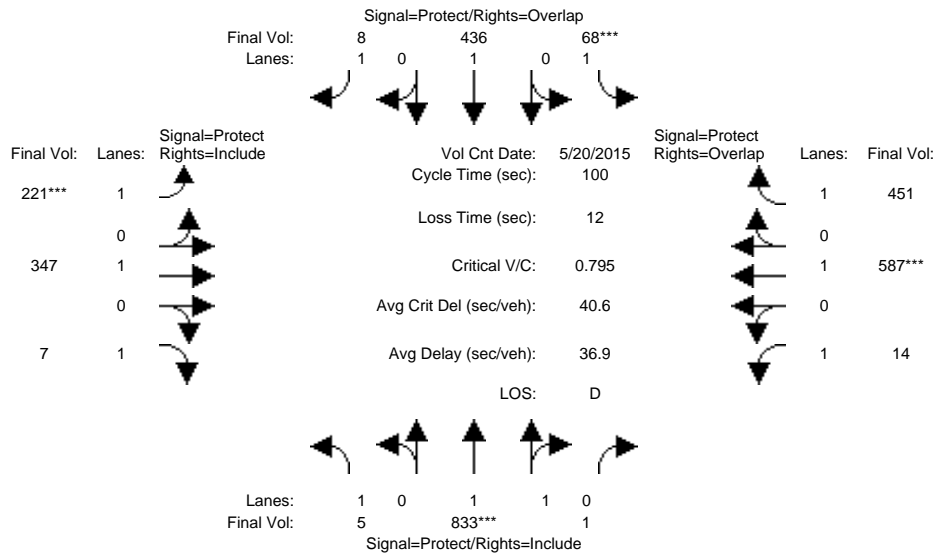 Signal=Protect/Rights=Overlap
Final Vol: 8 436 68***
Lanes: 1 0 1 0 1
Signal=Protect
Final Vol: Lanes: Rights=Include
Vol Cnt Date: 5/20/2015
Signal=Protect
Rights=Overlap Lanes: Final Vol:
Cycle Time (sec): 100
221*** 1
1 451
Loss Time (sec): 12
0
0
347 1
Critical V/C: 0.795
1 587***
0
Avg Crit Del (sec/veh): 40.6
0
7 1
Avg Delay (sec/veh): 36.9
1 14
LOS: D
Lanes: 1 0 1 1 0
Final Vol: 5 833*** 1
Signal=Protect/Rights=Include